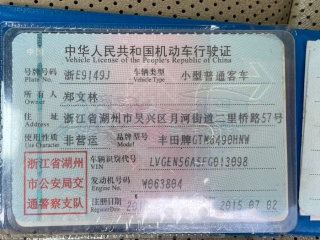 中华人民共和国机动车行驶证
Vehicle License of the People's Republic of China
号牌号码 浙E9149J 车辆类型 小型普通客车
Plate No. Vehicle Type
所有人 郑文林
Owner
住址 浙江省湖州市吴兴区月河街道二里桥路57号
Address
使用性质 非营运 品牌型号 丰田牌GTM6480HNW
Use Character Model
浙江省湖州市公安局交通警察支队
车辆识别代号 LVGEN56A5FG013098
VIN
发动机号码 W063804
Engine No.
注册日期 2015.07.02
Register Date